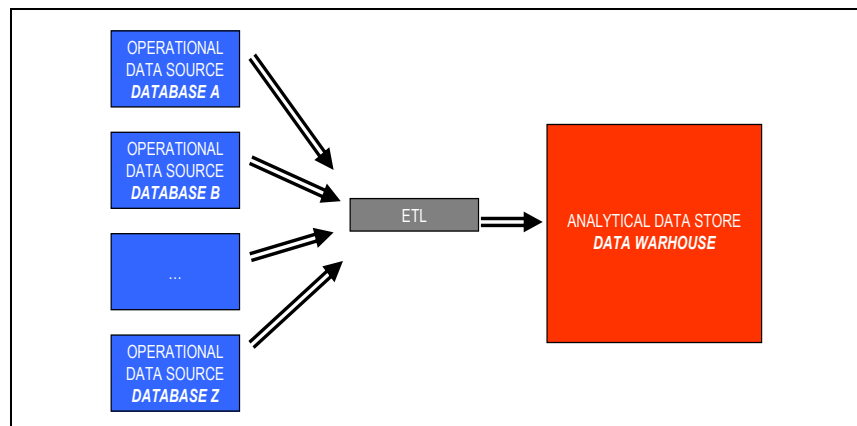 OPERATIONAL
DATA SOURCE
DATABASE A
OPERATIONAL
DATA SOURCE
DATABASE B
...
OPERATIONAL
DATA SOURCE
DATABASE Z
ETL
ANALYTICAL DATA STORE
DATA WARHOUSE